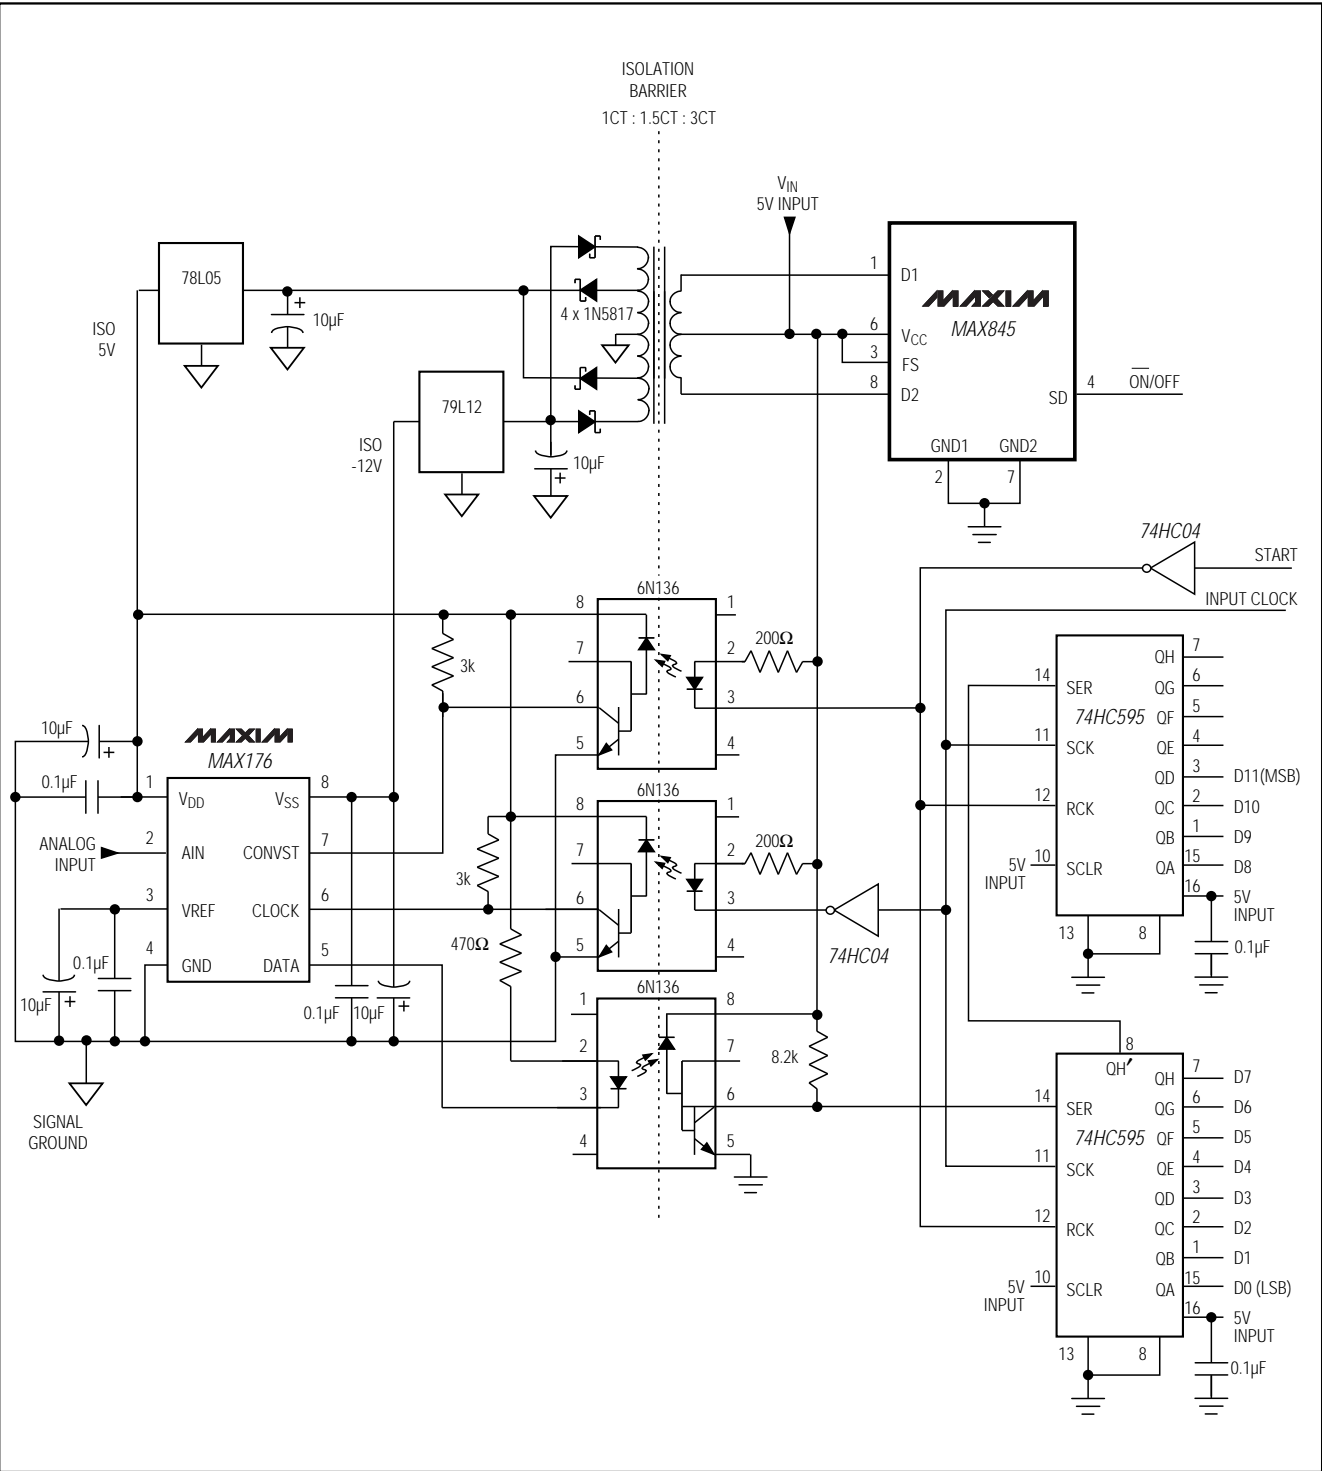 ISOLATION
BARRIER
1CT : 1.5CT : 3CT
VIN
5V INPUT
78L05
10µF
ISO
5V
4 x 1N5817
79L12
ISO
-12V
10µF
1
D1
MAXIM
MAX845
6
VCC
3
FS
8
D2
SD
4
ON/OFF
GND1
GND2
2
7
74HC04
START
INPUT CLOCK
6N136
8
7
6
5
1
2
3
4
200Ω
3k
10µF
0.1µF
MAXIM
MAX176
1
VDD
VSS
8
ANALOG
INPUT
2
AIN
CONVST
7
3
VREF
CLOCK
6
4
GND
DATA
5
0.1µF
10µF
0.1µF
10µF
SIGNAL
GROUND
6N136
8
7
6
5
1
2
3
4
200Ω
3k
470Ω
74HC04
6N136
1
2
3
4
8
7
6
5
8.2k
74HC595
14
SER
11
SCK
12
RCK
5V
INPUT
10
SCLR
QH
7
QG
6
QF
5
QE
4
QD
3
D11(MSB)
QC
2
D10
QB
1
D9
QA
15
D8
16
5V
INPUT
13
8
0.1µF
8
QH′
74HC595
14
SER
11
SCK
12
RCK
5V
INPUT
10
SCLR
QH
7
D7
QG
6
D6
QF
5
D5
QE
4
D4
QD
3
D3
QC
2
D2
QB
1
D1
QA
15
D0 (LSB)
16
5V
INPUT
13
8
0.1µF